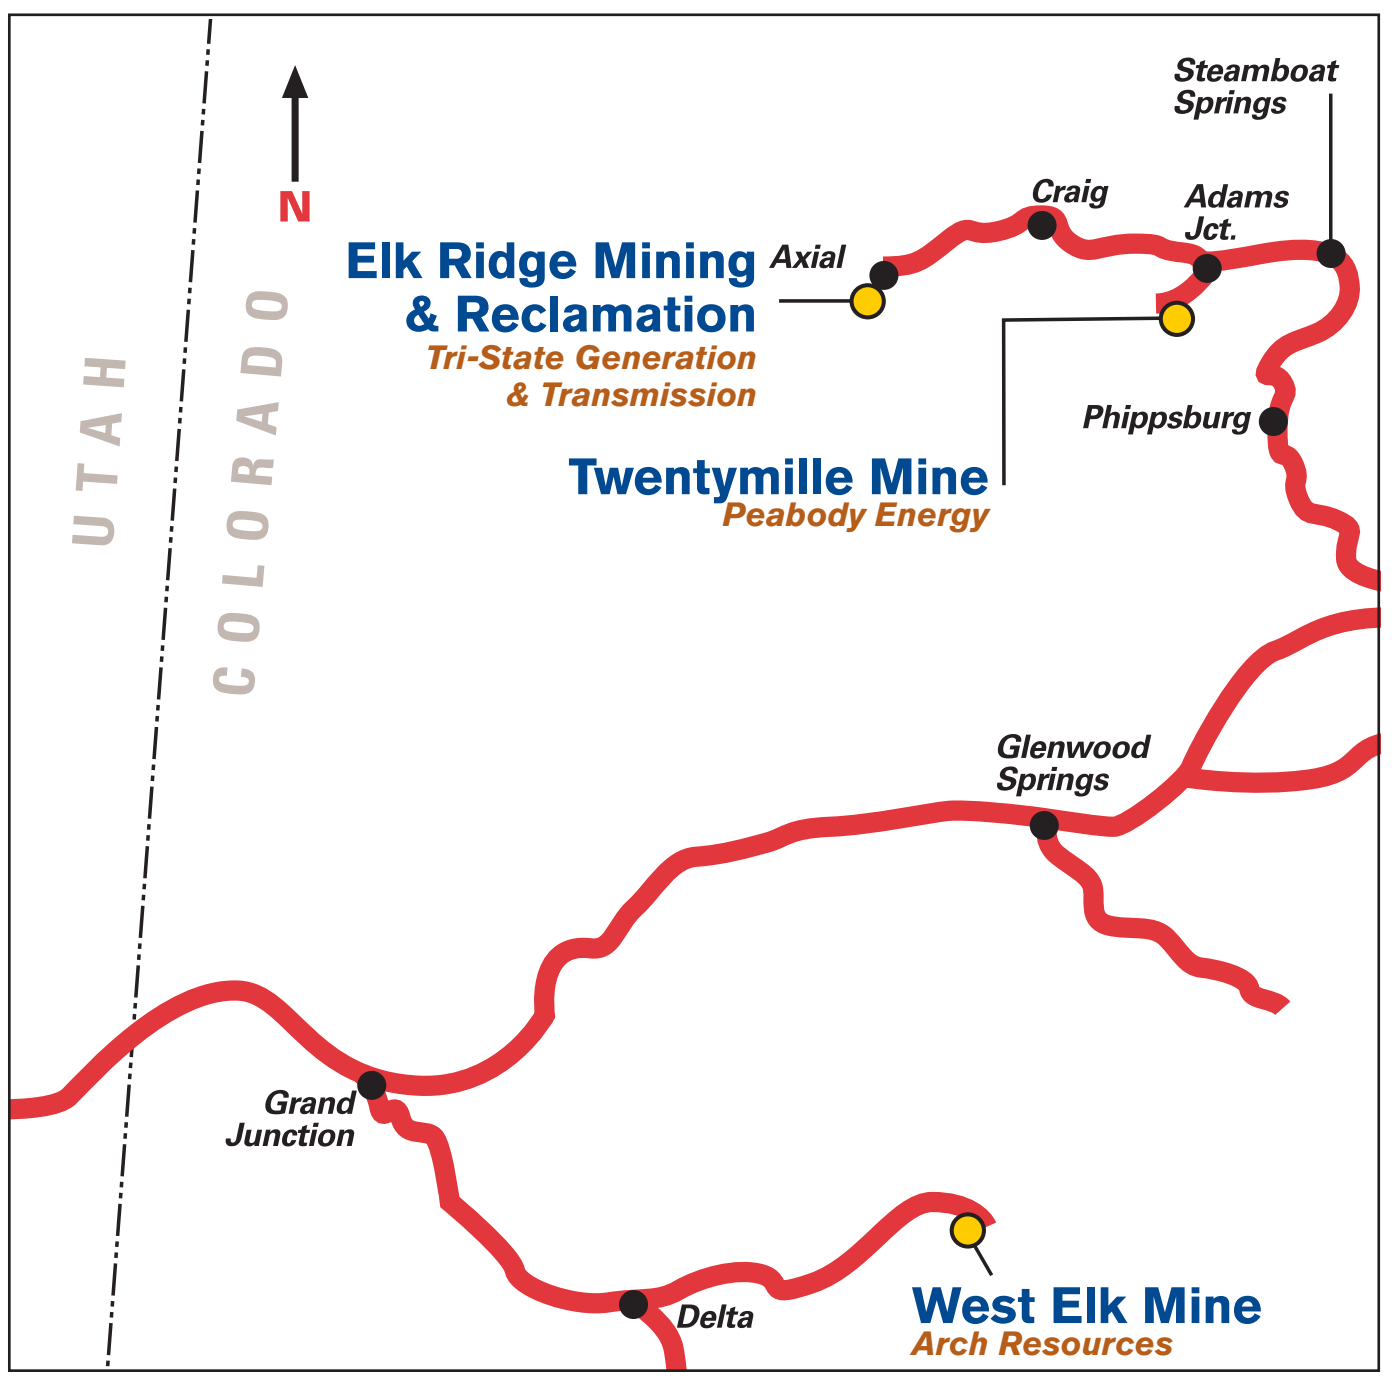 Steamboat
Springs
Craig
Adams
Jct.
N
Elk Ridge Mining
& Reclamation
Tri-State Generation
& Transmission
Axial
UTAH
COLORADO
Phippsburg
Twentymille Mine
Peabody Energy
Glenwood
Springs
Grand
Junction
Delta
West Elk Mine
Arch Resources